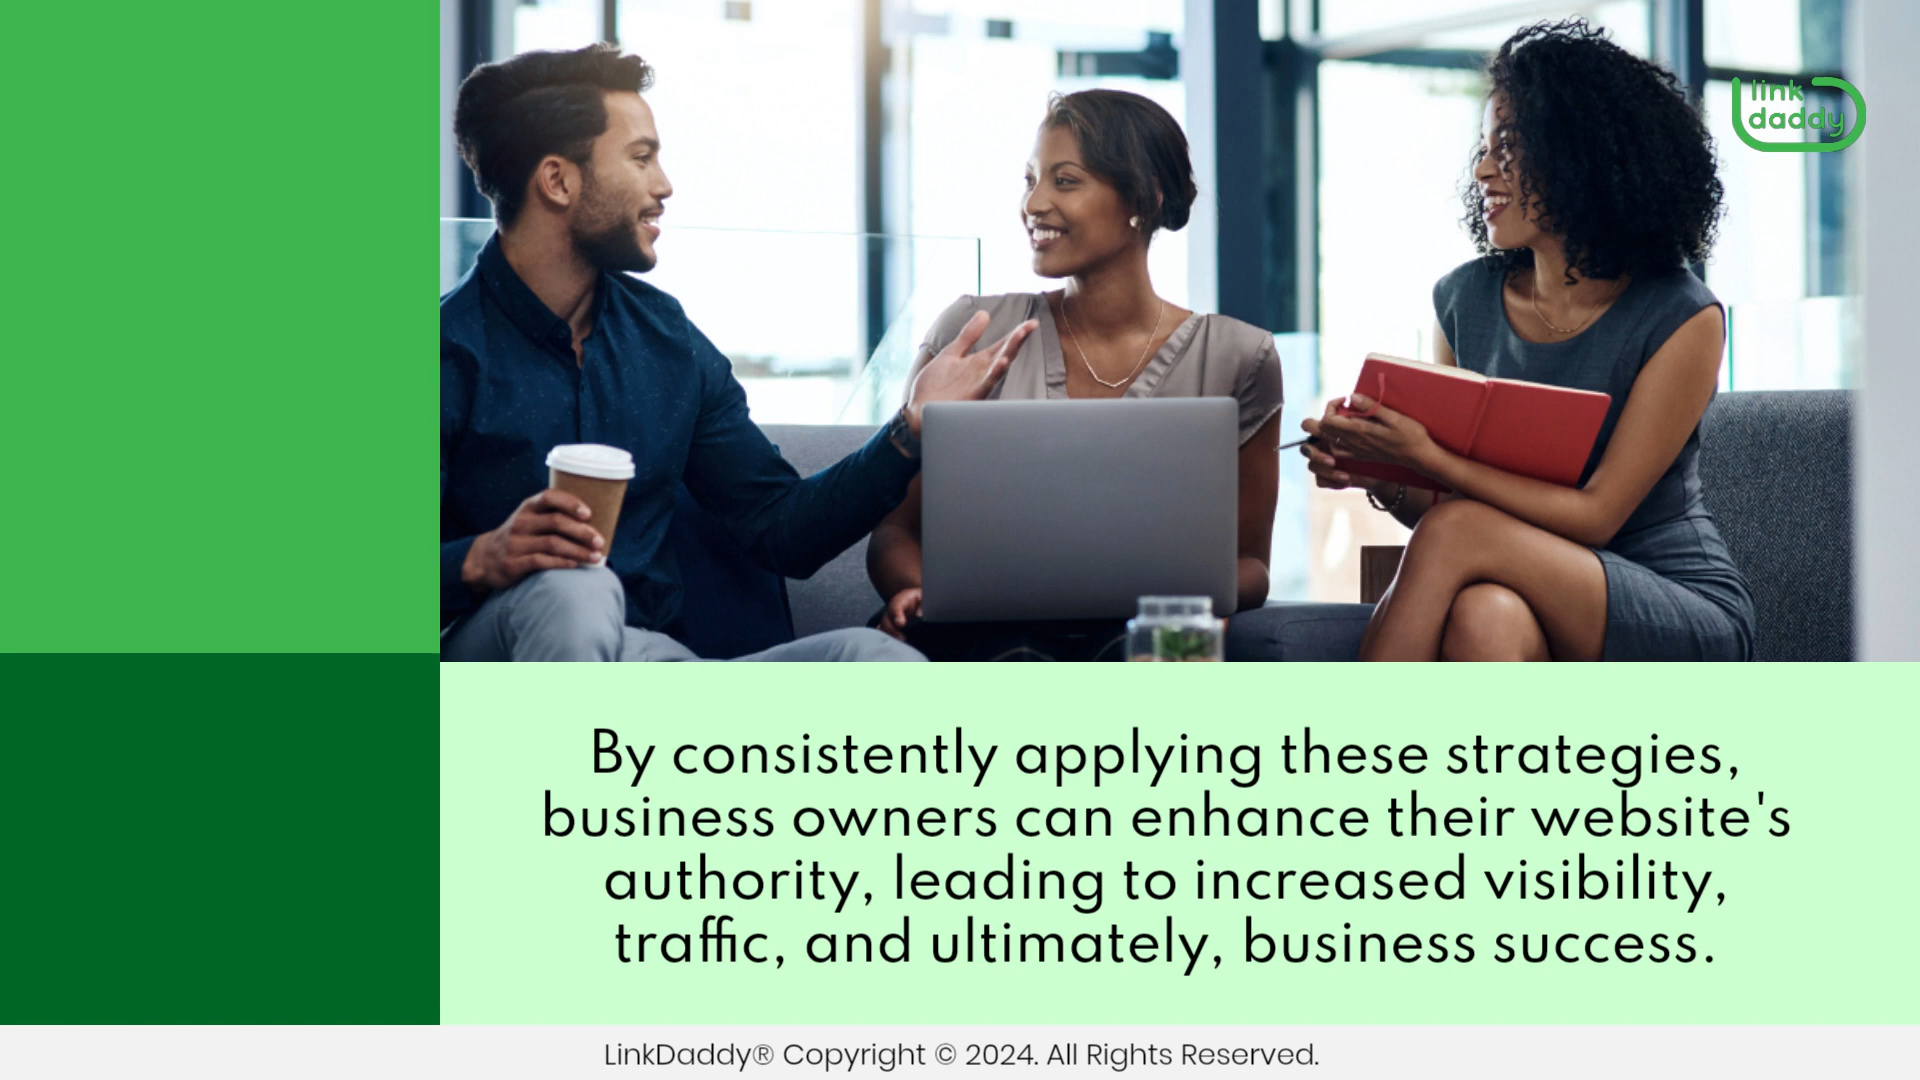 link
daddy
By consistently applying these strategies,
business owners can enhance their website's
authority, leading to increased visibility,
traffic, and ultimately, business success.
LinkDaddy® Copyright © 2024. All Rights Reserved.